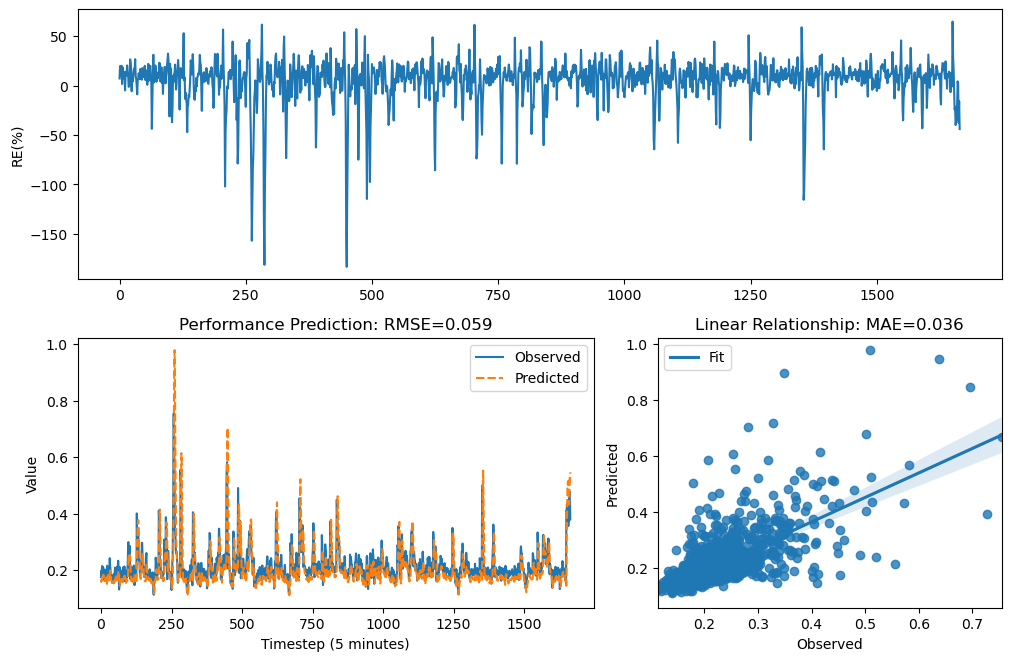 50
0
−50
−100
−150
RE(%)
0 250 500 750 1000 1250 1500
Performance Prediction: RMSE=0.059
1.0
0.8
0.6
0.4
0.2
Value
Observed
Predicted
0 250 500 750 1000 1250 1500
Timestep (5 minutes)
Linear Relationship: MAE=0.036
1.0
0.8
0.6
0.4
0.2
Predicted
Fit
0.2 0.3 0.4 0.5 0.6 0.7
Observed